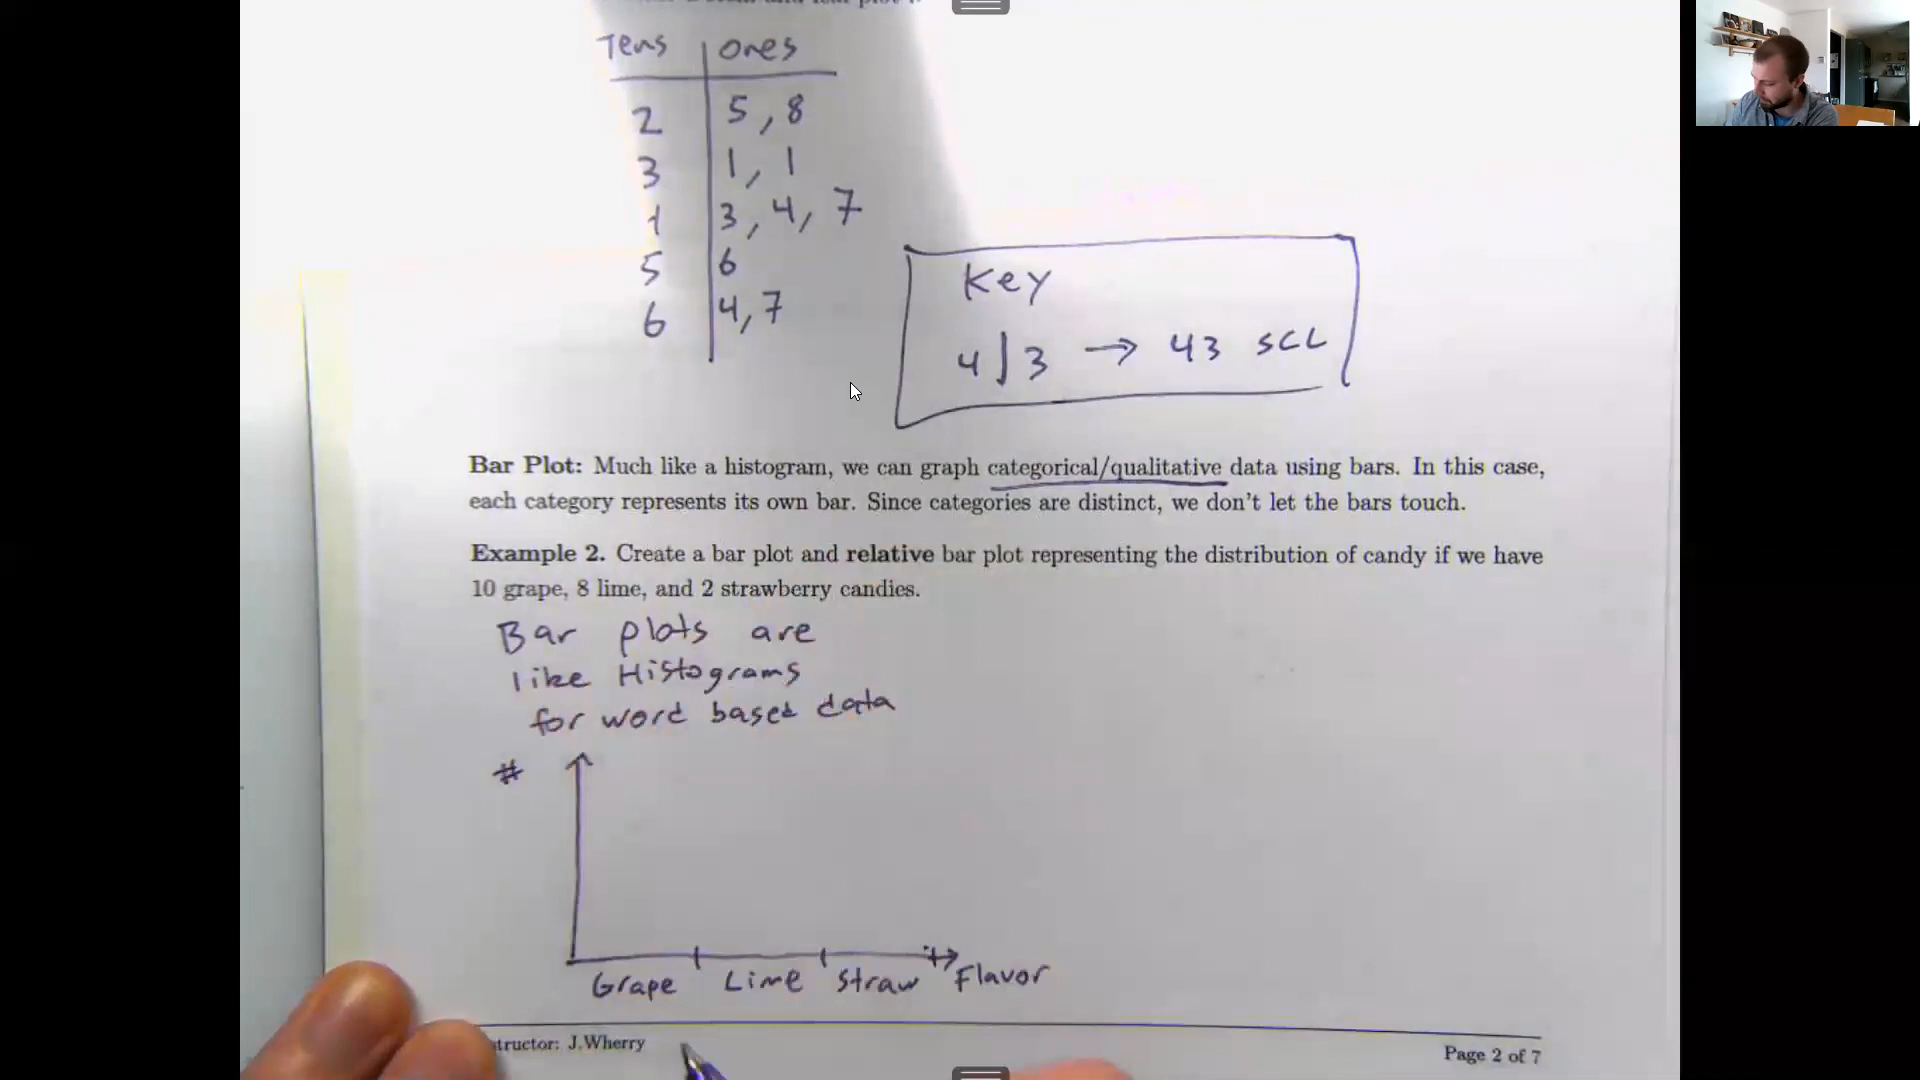 Tens | ones
2 | 5, 8
3 | 1, 1
4 | 3, 4, 7
5 | 6
6 | 4, 7
Key
4 | 3 → 43 SCL
Bar Plot: Much like a histogram, we can graph categorical/qualitative data using bars. In this case,
each category represents its own bar. Since categories are distinct, we don't let the bars touch.
Example 2. Create a bar plot and relative bar plot representing the distribution of candy if we have
10 grape, 8 lime, and 2 strawberry candies.
Bar plots are
like Histograms
for word based data
#
Grape Lime Straw Flavor
tructor: J.Wherry
Page 2 of 7